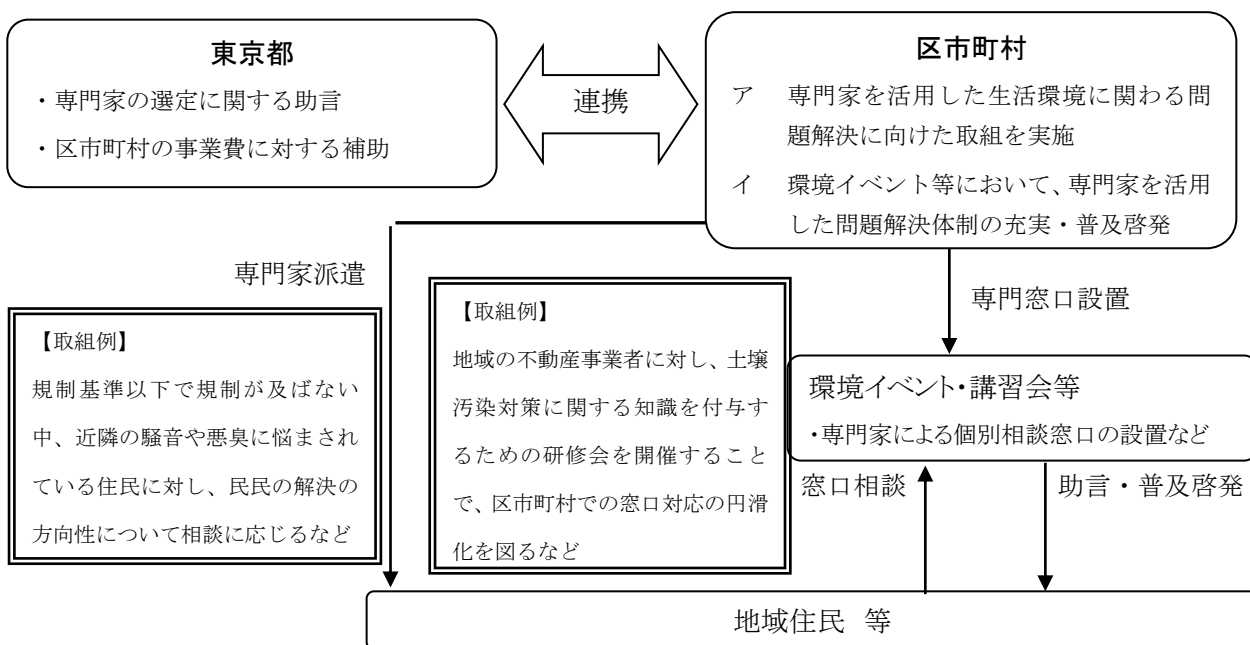 東京都
・専門家の選定に関する助言
・区市町村の事業費に対する補助
連携
区市町村
ア　専門家を活用した生活環境に関わる問
題解決に向けた取組を実施
イ　環境イベント等において、専門家を活用
した問題解決体制の充実・普及啓発
専門家派遣
専門窓口設置
【取組例】
規制基準以下で規制が及ばない
中、近隣の騒音や悪臭に悩まされ
ている住民に対し、民民の解決の
方向性について相談に応じるなど
【取組例】
地域の不動産事業者に対し、土壌
汚染対策に関する知識を付与す
るための研修会を開催すること
で、区市町村での窓口対応の円滑
化を図るなど
環境イベント・講習会等
・専門家による個別相談窓口の設置など
窓口相談
助言・普及啓発
地域住民　等